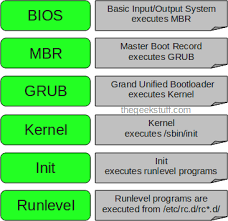 BIOS
Basic Input/Output System
executes MBR
MBR
Master Boot Record
executes GRUB
GRUB
Grand Unified Bootloader
executes Kernel
thegeekstuff.com
Kernel
Kernel
executes /sbin/init
Init
Init
executes runlevel programs
Runlevel
Runlevel programs are
executed from /etc/rc.d/rc*.d/